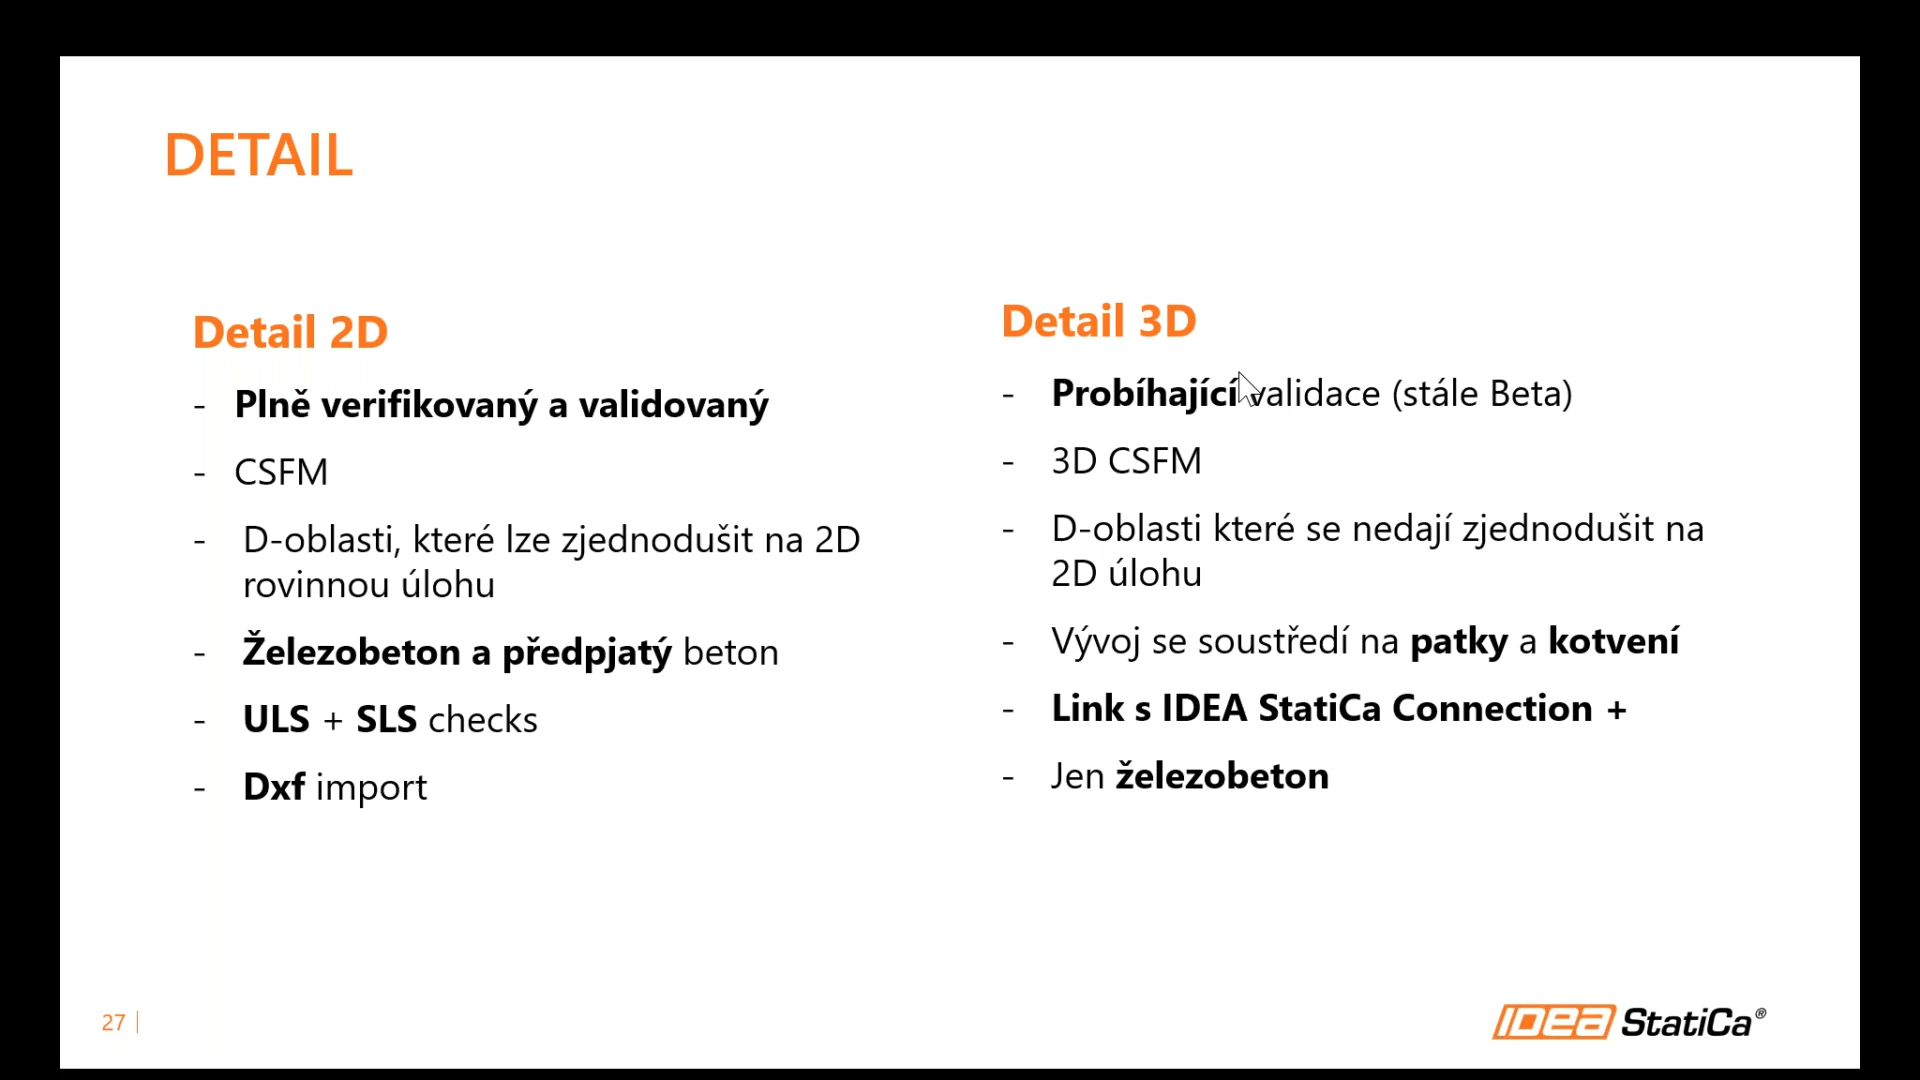 DETAIL
Detail 2D
- Plně verifikovaný a validovaný
- CSFM
- D-oblasti, které lze zjednodušit na 2D
rovinnou úlohu
- Železobeton a předpjatý beton
- ULS + SLS checks
- Dxf import
Detail 3D
- Probíhající validace (stále Beta)
- 3D CSFM
- D-oblasti které se nedají zjednodušit na
2D úlohu
- Vývoj se soustředí na patky a kotvení
- Link s IDEA StatiCa Connection +
- Jen železobeton
27
IDEA StatiCa®